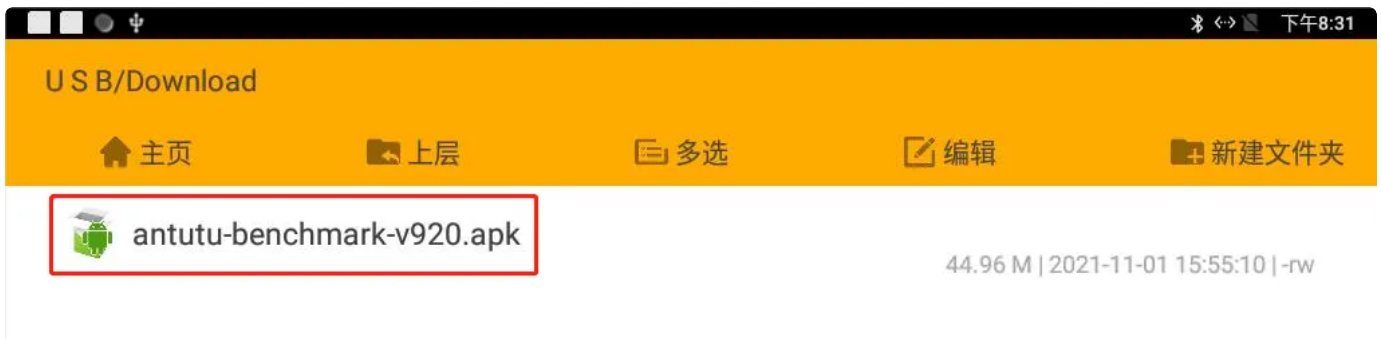 下午8:31
U S B/Download
主页 上层 多选 编辑 新建文件夹
antutu-benchmark-v920.apk
44.96 M | 2021-11-01 15:55:10 | -rw